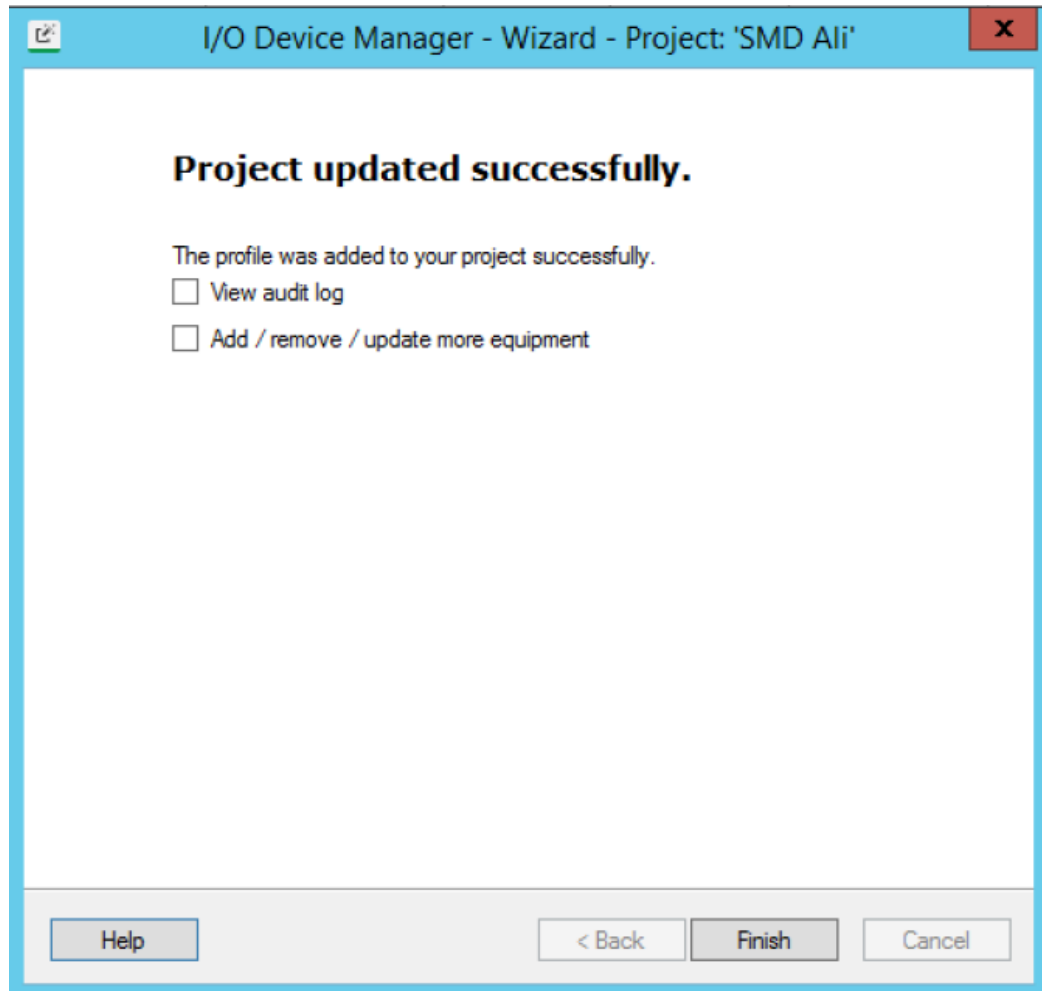 I/O Device Manager - Wizard - Project: 'SMD Ali'
x
Project updated successfully.
The profile was added to your project successfully.
View audit log
Add / remove / update more equipment
Help
< Back
Finish
Cancel